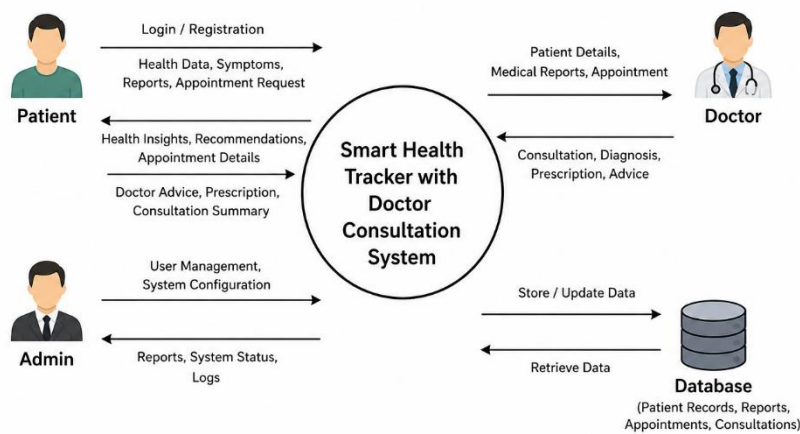 Login / Registration
Health Data, Symptoms,
Reports, Appointment Request
Patient
Health Insights, Recommendations,
Appointment Details
Doctor Advice, Prescription,
Consultation Summary
Smart Health
Tracker with
Doctor
Consultation
System
Patient Details,
Medical Reports, Appointment
Doctor
Consultation, Diagnosis,
Prescription, Advice
User Management,
System Configuration
Admin
Reports, System Status,
Logs
Store / Update Data
Retrieve Data
Database
(Patient Records, Reports,
Appointments, Consultations)